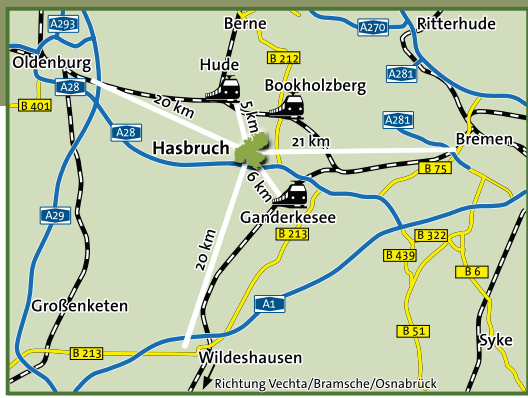 A293
Berne
A270
Ritterhude
Oldenburg
B 212
Hude
A281
A28
Bookholzberg
B 401
20 km
5 km
A281
A28
Hasbruch
21 km
Bremen
6 km
B 75
A29
Ganderkesee
B 213
B 322
20 km
B 439
B 6
Großenketen
A1
B 51
Syke
B 213
Wildeshausen
Richtung Vechta/Bramsche/Osnabrück